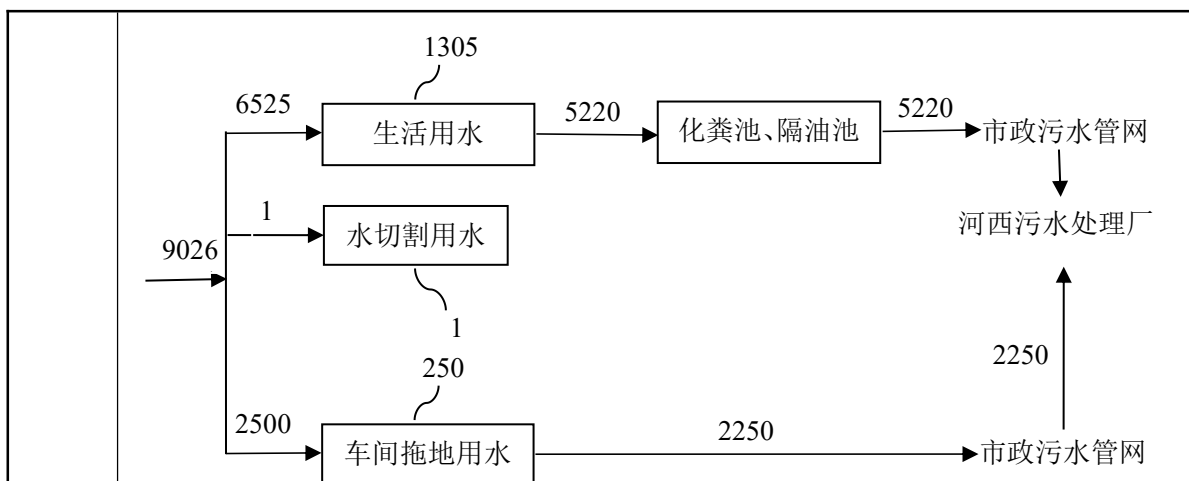 1305
6525
生活用水
5220
化粪池、隔油池
5220
市政污水管网
1
水切割用水
河西污水处理厂
9026
1
250
2250
2500
车间拖地用水
2250
市政污水管网